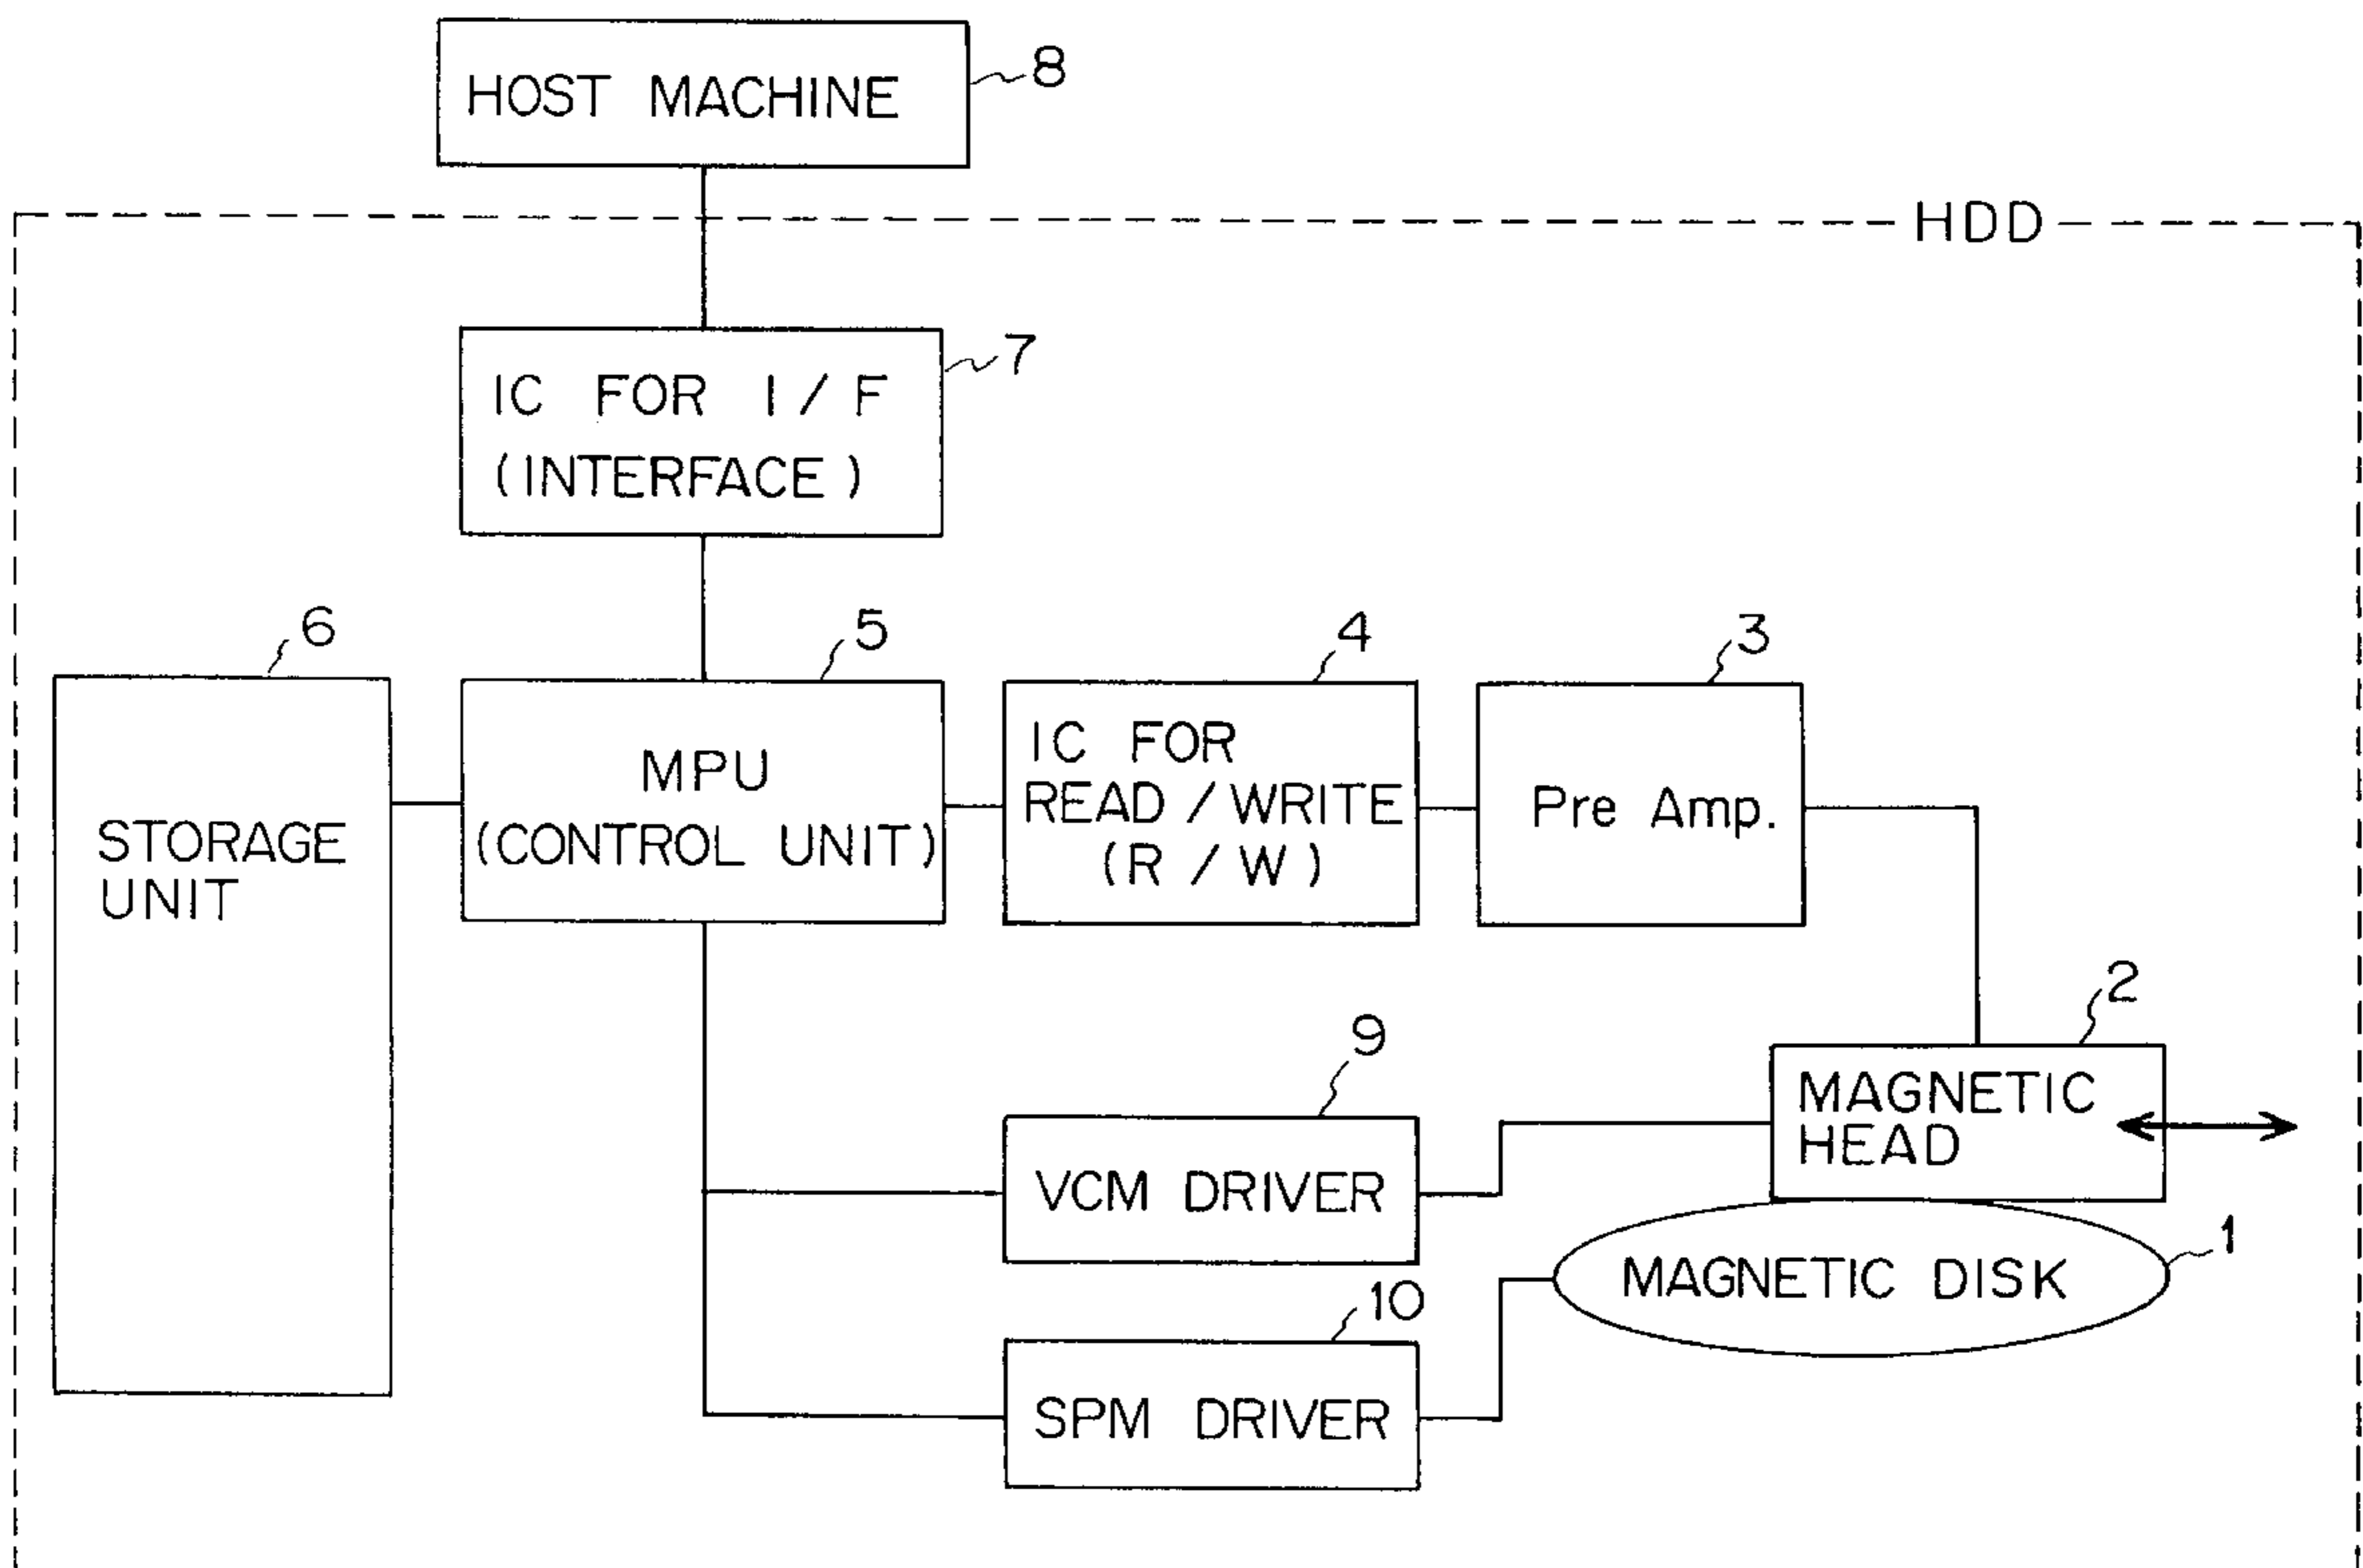 HOST MACHINE
8
HDD
IC FOR I / F
(INTERFACE)
7
6
STORAGE
UNIT
5
MPU
(CONTROL UNIT)
4
IC FOR
READ / WRITE
(R / W)
3
Pre Amp.
2
MAGNETIC
HEAD
9
VCM DRIVER
1
MAGNETIC DISK
10
SPM DRIVER